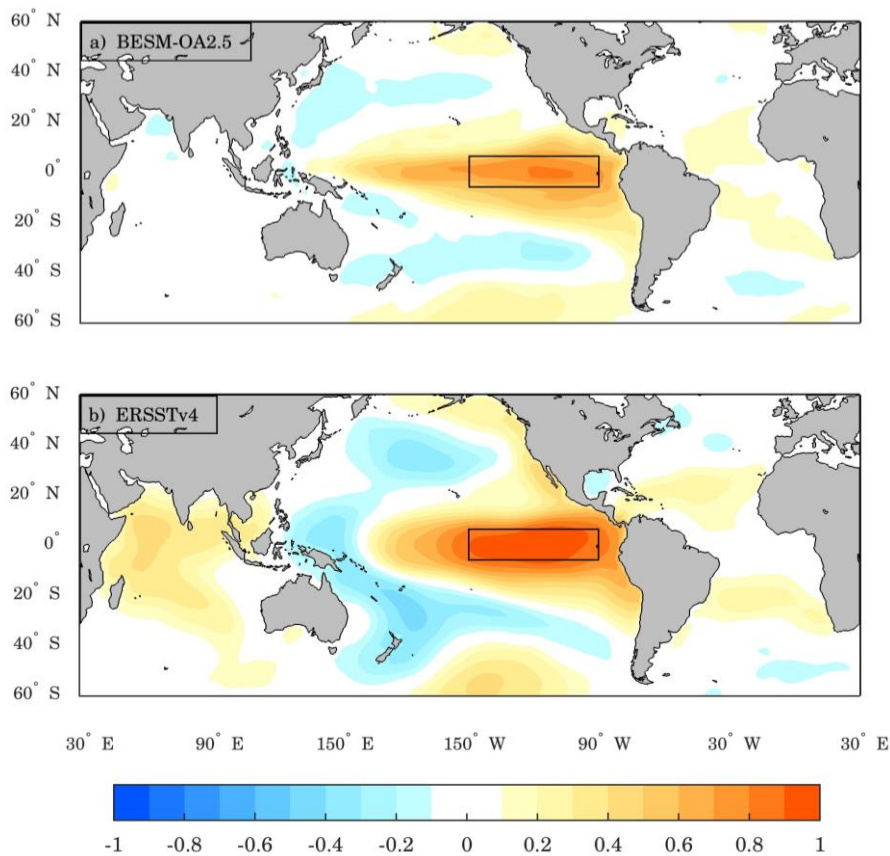 60° N
a) BESM-OA2.5
40° N
20° N
0°
20° S
40° S
60° S
60° N
b) ERSSTv4
40° N
20° N
0°
20° S
40° S
60° S
30° E 90° E 150° E 150° W 90° W 30° W 30° E
-1 -0.8 -0.6 -0.4 -0.2 0 0.2 0.4 0.6 0.8 1